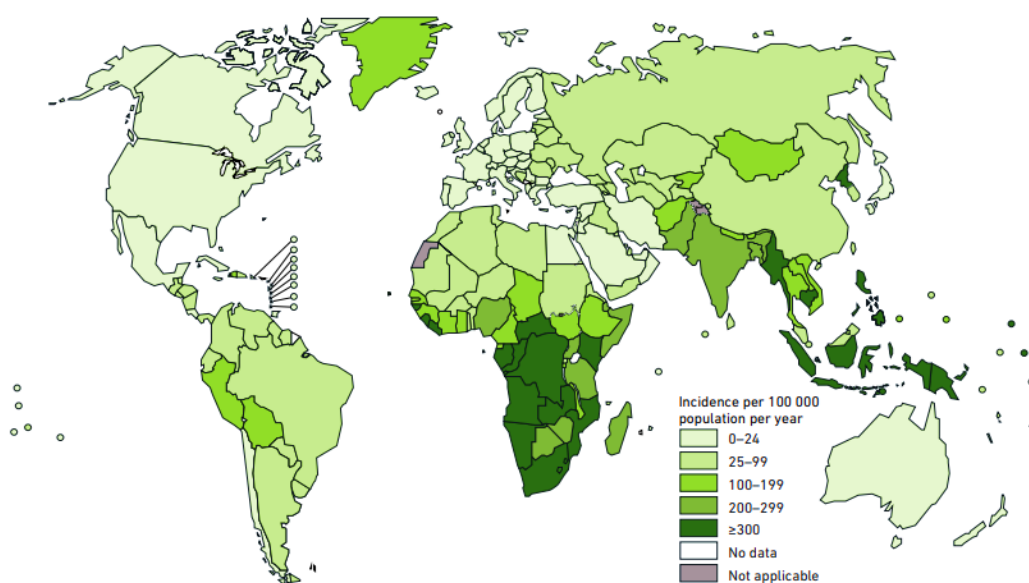 Incidence per 100 000
population per year
0–24
25–99
100–199
200–299
≥300
No data
Not applicable